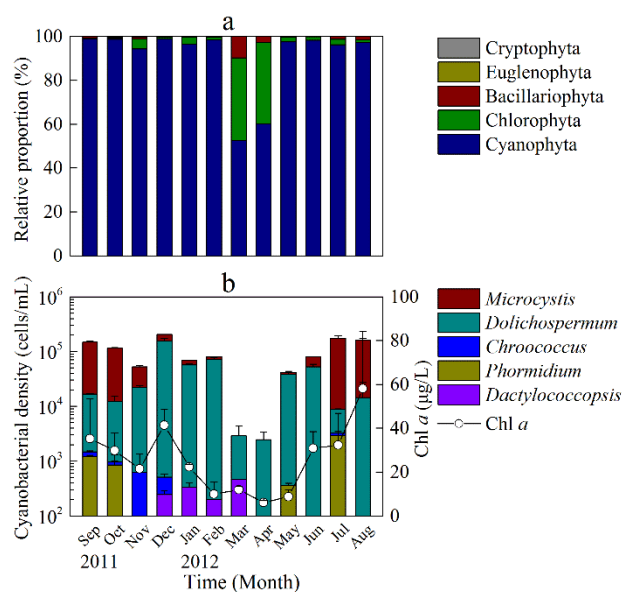 a
100
80
60
40
20
0
Relative proportion (%)
Cryptophyta
Euglenophyta
Bacillariophyta
Chlorophyta
Cyanophyta
b
10^6
10^5
10^4
10^3
10^2
Cyanobacterial density (cells/mL)
100
80
60
40
20
0
Chl a (μg/L)
Microcystis
Dolichospermum
Chroococcus
Phormidium
Dactylococcopsis
Chl a
Sep Oct Nov Dec Jan Feb Mar Apr May Jun Jul Aug
2011 2012
Time (Month)